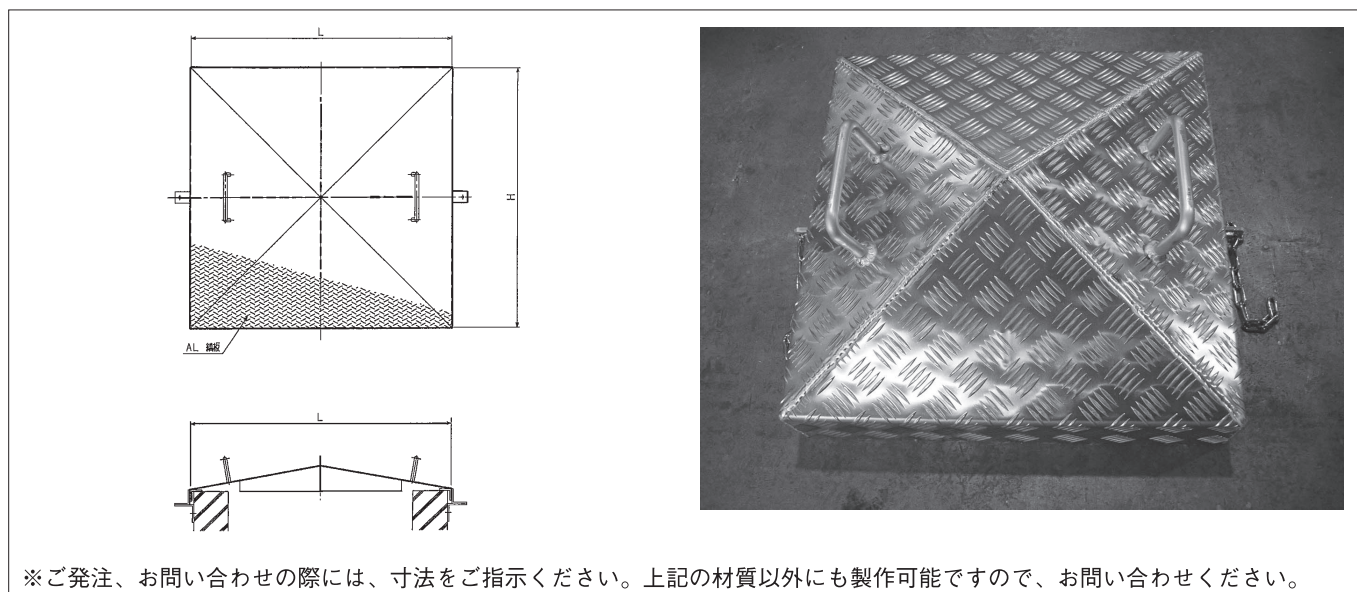 L
H
AL 縞板
L
※ご発注、お問い合わせの際には、寸法をご指示ください。上記の材質以外にも製作可能ですので、お問い合わせください。